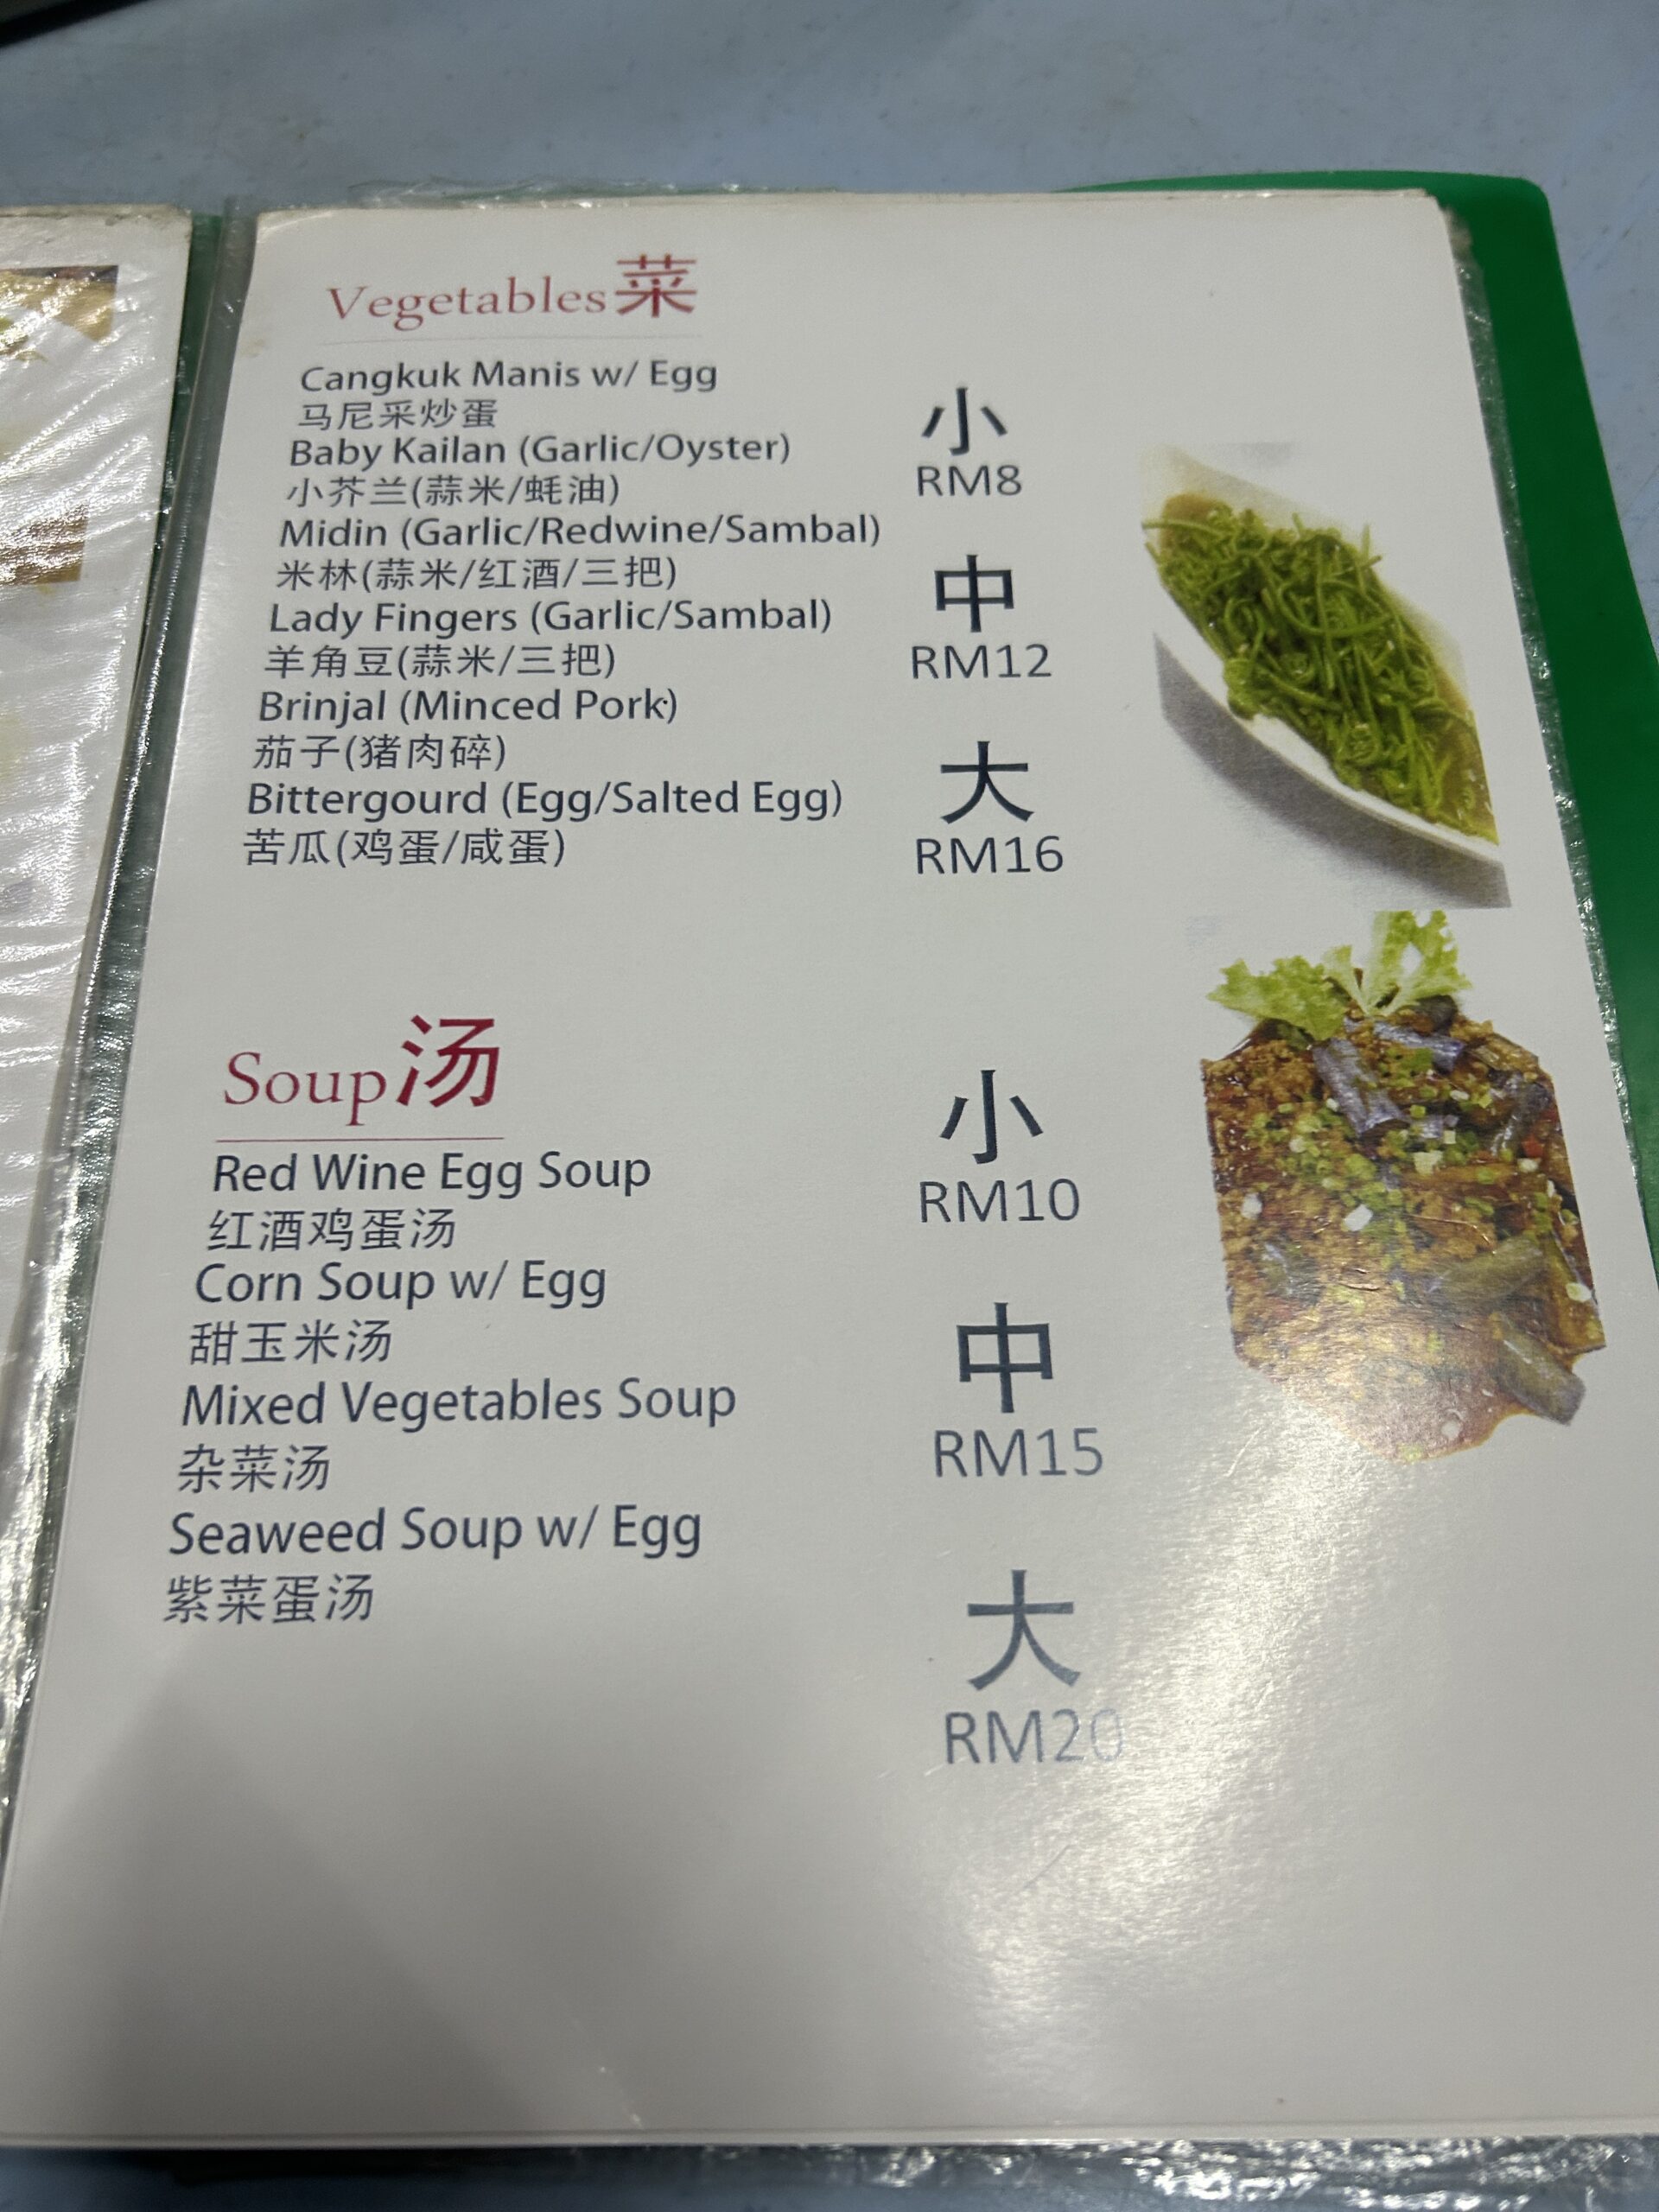 Vegetables菜
Cangkuk Manis w/ Egg
马尼采炒蛋
Baby Kailan (Garlic/Oyster)
小芥兰(蒜米/蚝油)
Midin (Garlic/Redwine/Sambal)
米林(蒜米/红酒/三把)
Lady Fingers (Garlic/Sambal)
羊角豆(蒜米/三把)
Brinjal (Minced Pork)
茄子(猪肉碎)
Bittergourd (Egg/Salted Egg)
苦瓜(鸡蛋/咸蛋)
小
RM8
中
RM12
大
RM16
Soup汤
Red Wine Egg Soup
红酒鸡蛋汤
Corn Soup w/ Egg
甜玉米汤
Mixed Vegetables Soup
杂菜汤
Seaweed Soup w/ Egg
紫菜蛋汤
小
RM10
中
RM15
大
RM20